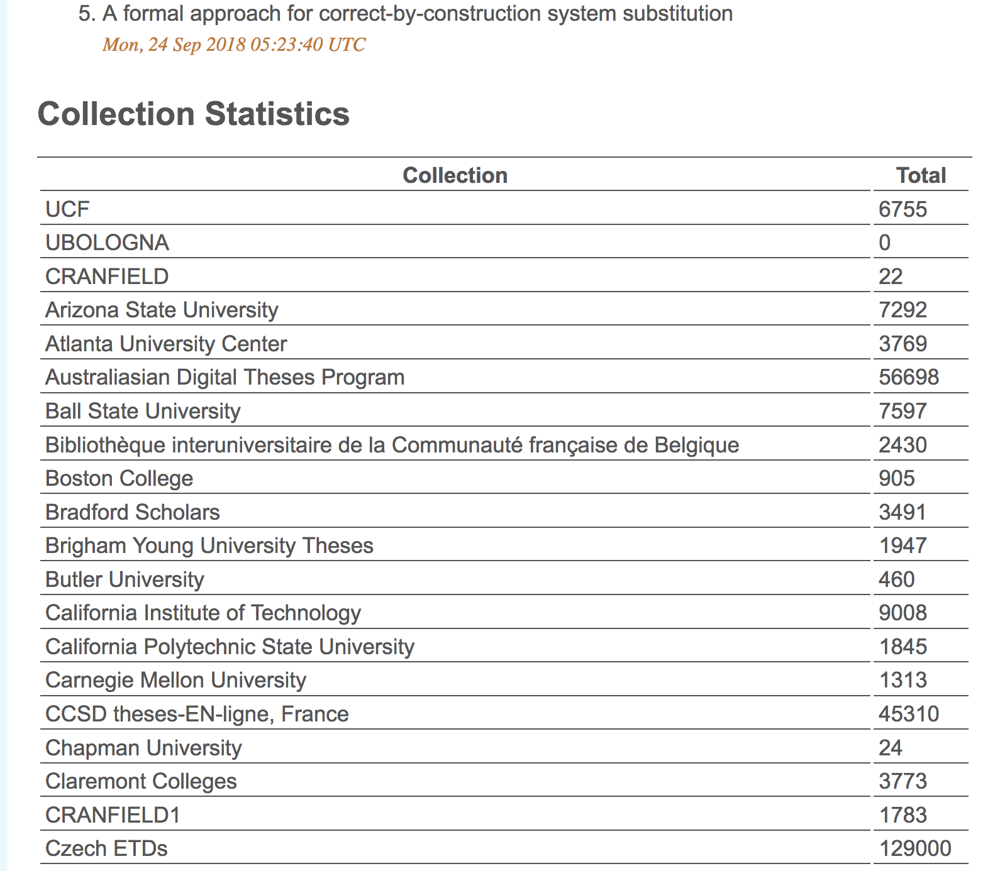 5. A formal approach for correct-by-construction system substitution
Mon, 24 Sep 2018 05:23:40 UTC
Collection Statistics
Collection Total
UCF 6755
UBOLOGNA 0
CRANFIELD 22
Arizona State University 7292
Atlanta University Center 3769
Australiasian Digital Theses Program 56698
Ball State University 7597
Bibliothèque interuniversitaire de la Communauté française de Belgique 2430
Boston College 905
Bradford Scholars 3491
Brigham Young University Theses 1947
Butler University 460
California Institute of Technology 9008
California Polytechnic State University 1845
Carnegie Mellon University 1313
CCSD theses-EN-ligne, France 45310
Chapman University 24
Claremont Colleges 3773
CRANFIELD1 1783
Czech ETDs 129000